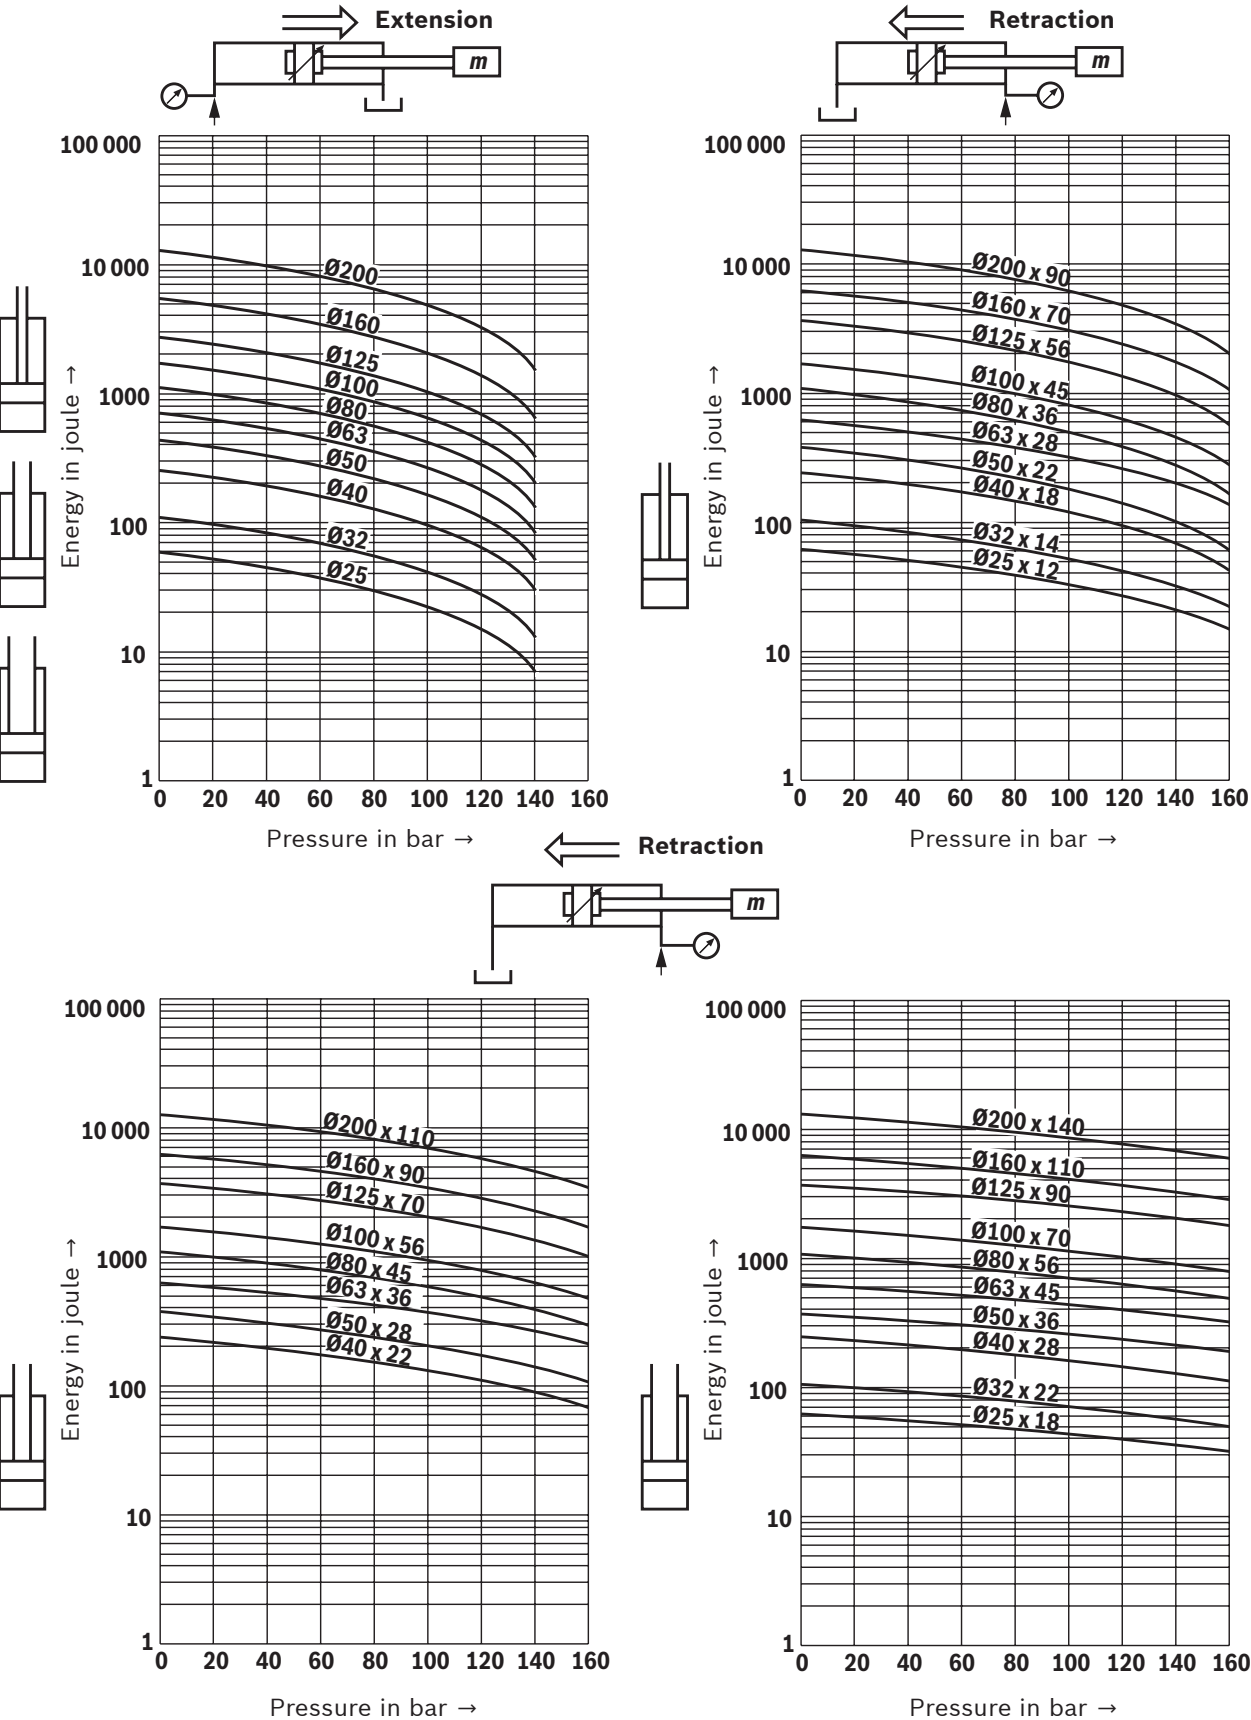 Extension
m
100 000
10 000
1000
100
10
1
Energy in joule →
Ø200
Ø160
Ø125
Ø100
Ø80
Ø63
Ø50
Ø40
Ø32
Ø25
0 20 40 60 80 100 120 140 160
Pressure in bar →
Retraction
m
100 000
10 000
1000
100
10
1
Energy in joule →
Ø200 x 90
Ø160 x 70
Ø125 x 56
Ø100 x 45
Ø80 x 36
Ø63 x 28
Ø50 x 22
Ø40 x 18
Ø32 x 14
Ø25 x 12
0 20 40 60 80 100 120 140 160
Pressure in bar →
Retraction
m
100 000
10 000
1000
100
10
1
Energy in joule →
Ø200 x 110
Ø160 x 90
Ø125 x 70
Ø100 x 56
Ø80 x 45
Ø63 x 36
Ø50 x 28
Ø40 x 22
0 20 40 60 80 100 120 140 160
Pressure in bar →
100 000
10 000
1000
100
10
1
Energy in joule →
Ø200 x 140
Ø160 x 110
Ø125 x 90
Ø100 x 70
Ø80 x 56
Ø63 x 45
Ø50 x 36
Ø40 x 28
Ø32 x 22
Ø25 x 18
0 20 40 60 80 100 120 140 160
Pressure in bar →